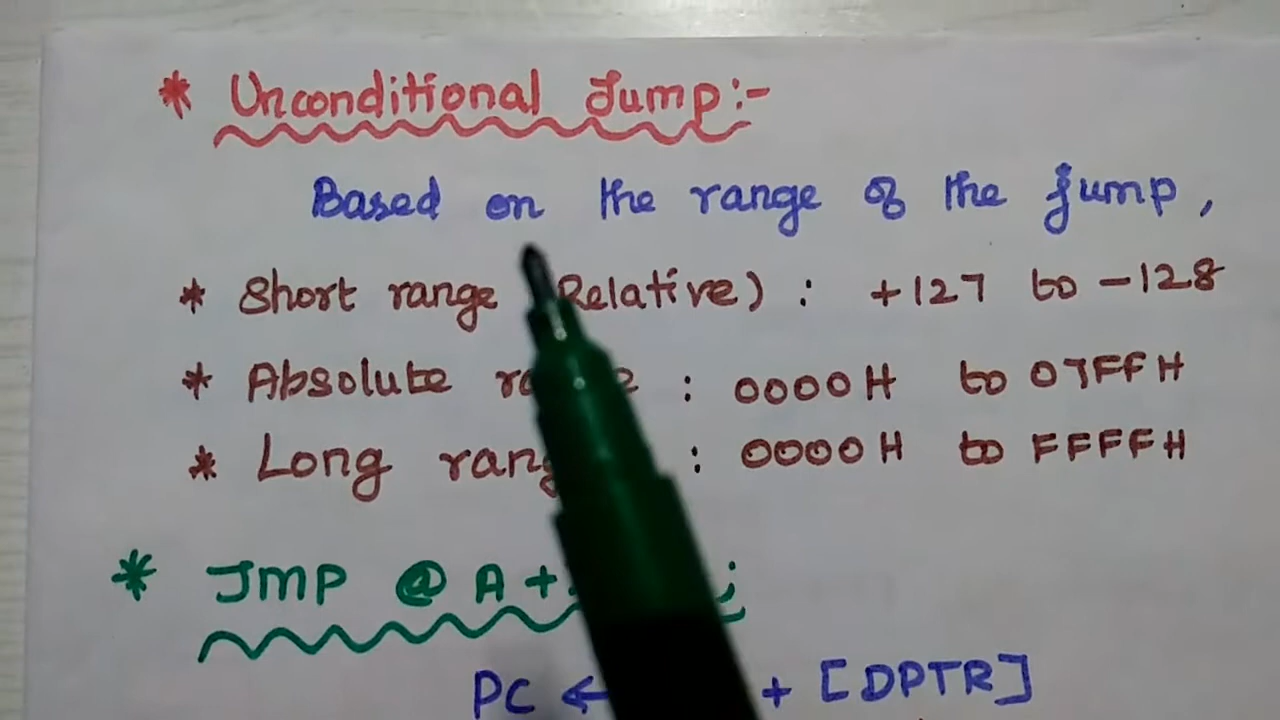 * Unconditional Jump:-
Based on the range of the jump,
* Short range (Relative) : +127 to -128
* Absolute : 0000H to 07FFH
* Long : 0000H to FFFFH
* JMP @ A +
PC ← + [DPTR]